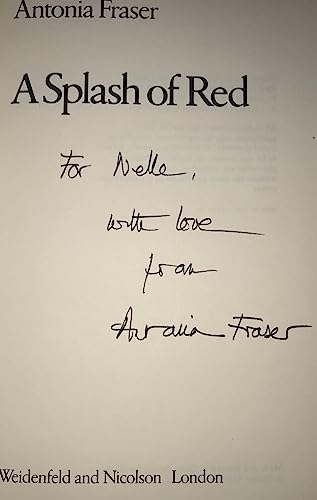 Antonia Fraser
A Splash of Red
For Nelle,
with love
from
Antonia Fraser
Weidenfeld and Nicolson London